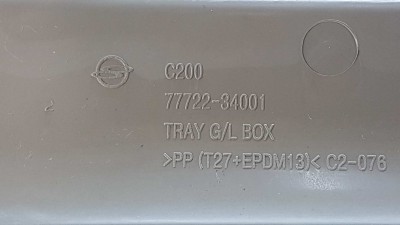 C200
77722-34001
TRAY G/L BOX
>PP (T27+EPDM13)< C2-076